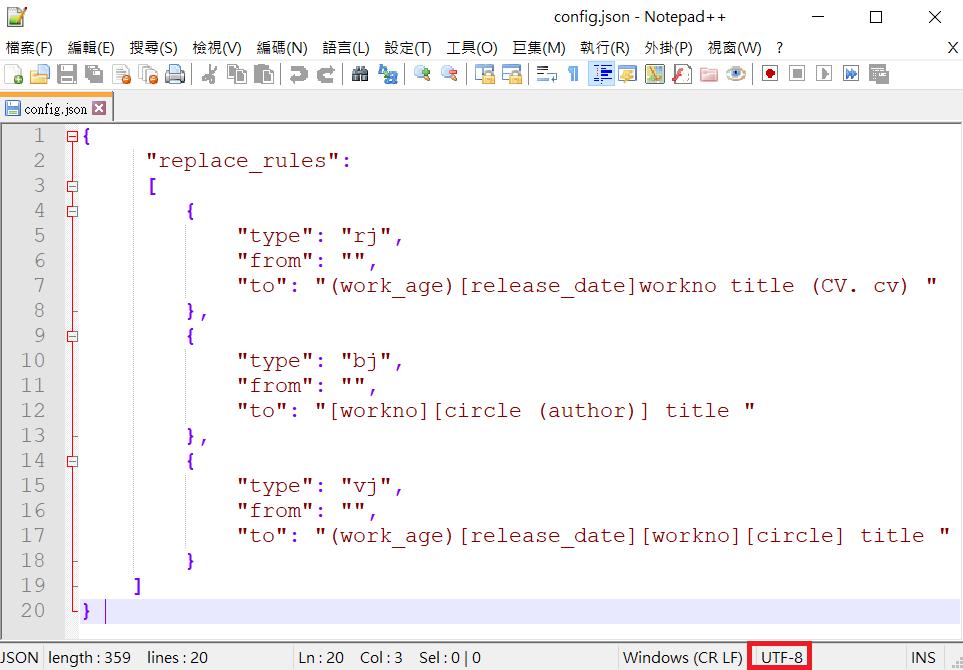 config.json - Notepad++
檔案(F) 編輯(E) 搜尋(S) 檢視(V) 編碼(N) 語言(L) 設定(T) 工具(O) 巨集(M) 執行(R) 外掛(P) 視窗(W) ? X
config.json
1 {
2 "replace_rules":
3 [
4 {
5 "type": "rj",
6 "from": "",
7 "to": "(work_age)[release_date]workno title (CV. cv) "
8 },
9 {
10 "type": "bj",
11 "from": "",
12 "to": "[workno][circle (author)] title "
13 },
14 {
15 "type": "vj",
16 "from": "",
17 "to": "(work_age)[release_date][workno][circle] title "
18 }
19 ]
20 }
JSON length : 359 lines : 20 Ln : 20 Col : 3 Sel : 0 | 0 Windows (CR LF) UTF-8 INS